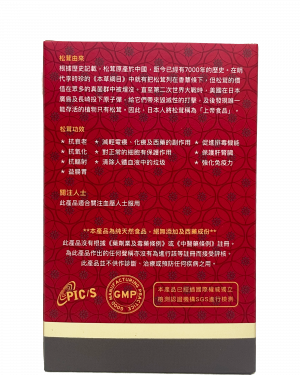 松茸由來
根據歷史記載，松茸原產於中國，距今已經有7000年的歷史。在明
代李時珍的《本草綱目》中就把松茸列在香蕈條下，但松茸的價
值在眾多的真菌群中被埋沒。直至第二次世界大戰時，美國在日本
廣島及長崎投下原子彈，給它們帶來毀滅性的打擊，及後發現唯一
能存活的植物只有松茸。因此，日本人將松茸稱為「上帝食品」。
松茸功效
★ 抗衰老 ★ 減輕電療、化療及西藥的副作用 ★ 促進排毒機能
★ 抗氧化 ★ 對正常的細胞有保護作用 ★ 保護肝腎臟
★ 抗輻射 ★ 清除人體血液中的垃圾 ★ 強化免疫力
★ 益腸胃
關注人士
此產品適合關注血壓人士服用
**本產品為純天然食品，絕無添加及西藥成份**
此產品沒有根據《藥劑業及毒藥條例》或《中醫藥條例》註冊。
為此產品作出的任何聲稱亦沒有為進行該等註冊而接受評核。
此產品並不供作診斷、治療或預防任何疾病之用。
PIC/S
GOOD MANUFACTURING PRACTICE
GMP
本產品已經過國際權威獨立
檢測認證機構SGS進行檢測